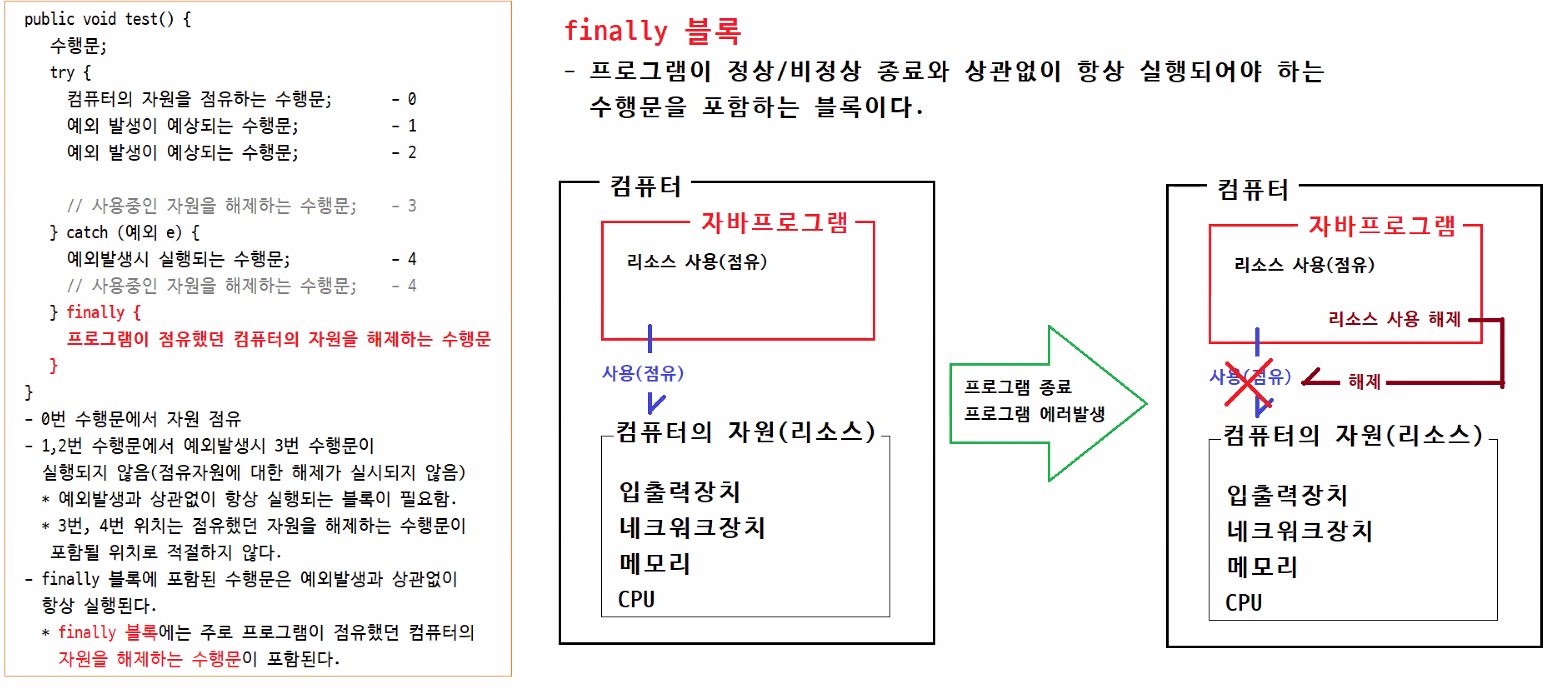 public void test() {
수행문;
try {
컴퓨터의 자원을 점유하는 수행문; - 0
예외 발생이 예상되는 수행문; - 1
예외 발생이 예상되는 수행문; - 2
// 사용중인 자원을 해제하는 수행문; - 3
} catch (예외 e) {
예외발생시 실행되는 수행문; - 4
// 사용중인 자원을 해제하는 수행문; - 4
} finally {
프로그램이 점유했던 컴퓨터의 자원을 해제하는 수행문
}
}
- 0번 수행문에서 자원 점유
- 1,2번 수행문에서 예외발생시 3번 수행문이
실행되지 않음(점유자원에 대한 해제가 실시되지 않음)
* 예외발생과 상관없이 항상 실행되는 블록이 필요함.
* 3번, 4번 위치는 점유했던 자원을 해제하는 수행문이
포함될 위치로 적절하지 않다.
- finally 블록에 포함된 수행문은 예외발생과 상관없이
항상 실행된다.
* finally 블록에는 주로 프로그램이 점유했던 컴퓨터의
자원을 해제하는 수행문이 포함된다.
finally 블록
- 프로그램이 정상/비정상 종료와 상관없이 항상 실행되어야 하는
수행문을 포함하는 블록이다.
컴퓨터
자바프로그램
리소스 사용(점유)
사용(점유)
컴퓨터의 자원(리소스)
입출력장치
네크워크장치
메모리
CPU
프로그램 종료
프로그램 에러발생
컴퓨터
자바프로그램
리소스 사용(점유)
리소스 사용 해제
사용(점유)
해제
컴퓨터의 자원(리소스)
입출력장치
네크워크장치
메모리
CPU